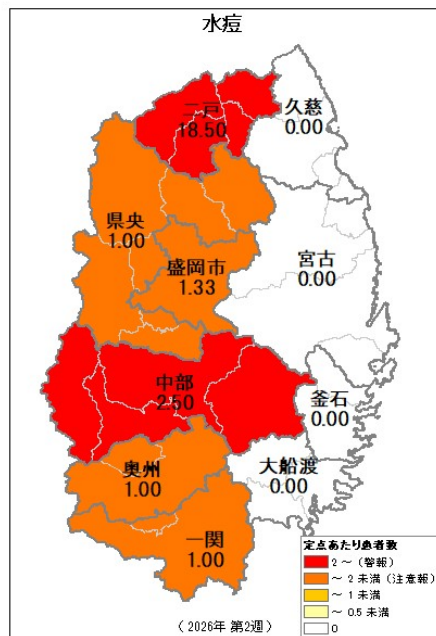 水痘
二戸
18.50
久慈
0.00
県央
1.00
盛岡市
1.33
宮古
0.00
中部
2.50
釜石
0.00
奥州
1.00
大船渡
0.00
一関
1.00
定点あたり患者数
2 ～ (警報)
～ 2 未満 (注意報)
～ 1 未満
～ 0.5 未満
0
(2026年 第2週)